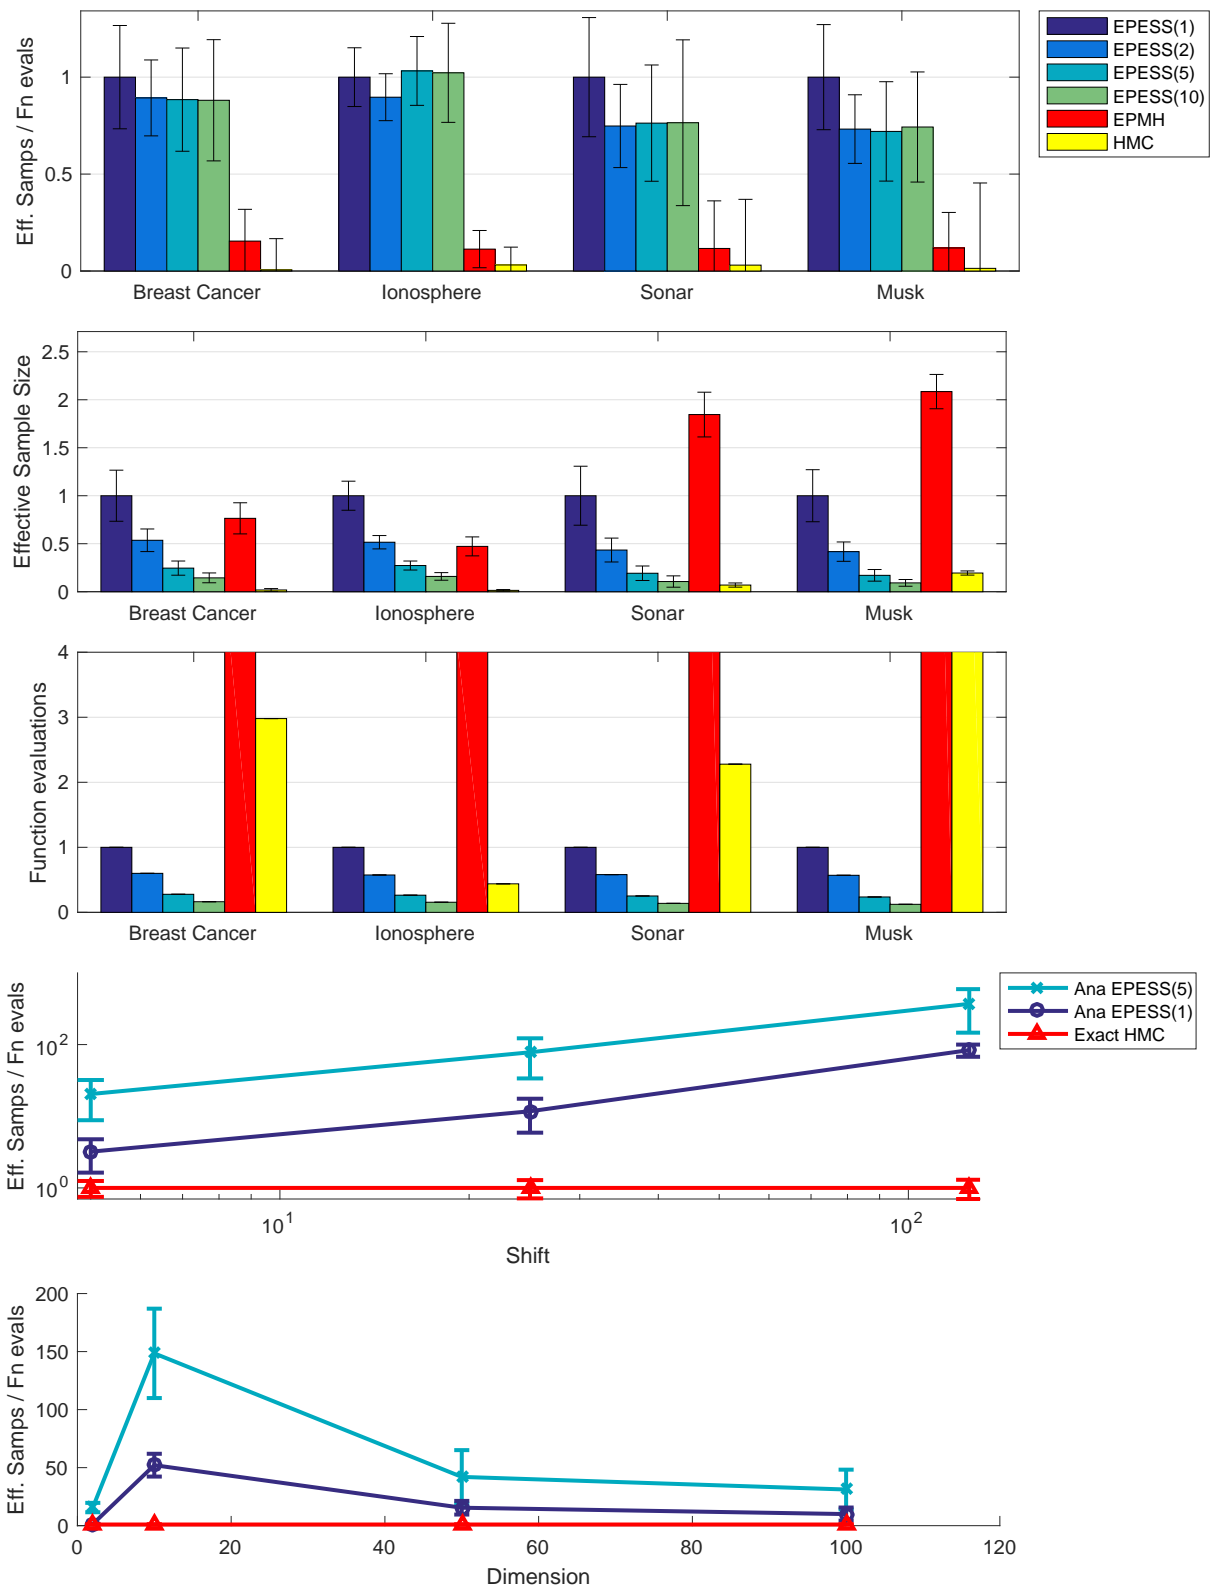 Eff. Samps / Fn evals
1
0.5
0
Breast Cancer
Ionosphere
Sonar
Musk
EPESS(1)
EPESS(2)
EPESS(5)
EPESS(10)
EPMH
HMC
Effective Sample Size
2.5
2
1.5
1
0.5
0
Breast Cancer
Ionosphere
Sonar
Musk
Function evaluations
4
3
2
1
0
Breast Cancer
Ionosphere
Sonar
Musk
Eff. Samps / Fn evals
10^2
10^0
10^1
10^2
Shift
Ana EPESS(5)
Ana EPESS(1)
Exact HMC
Eff. Samps / Fn evals
200
150
100
50
0
0
20
40
60
80
100
120
Dimension